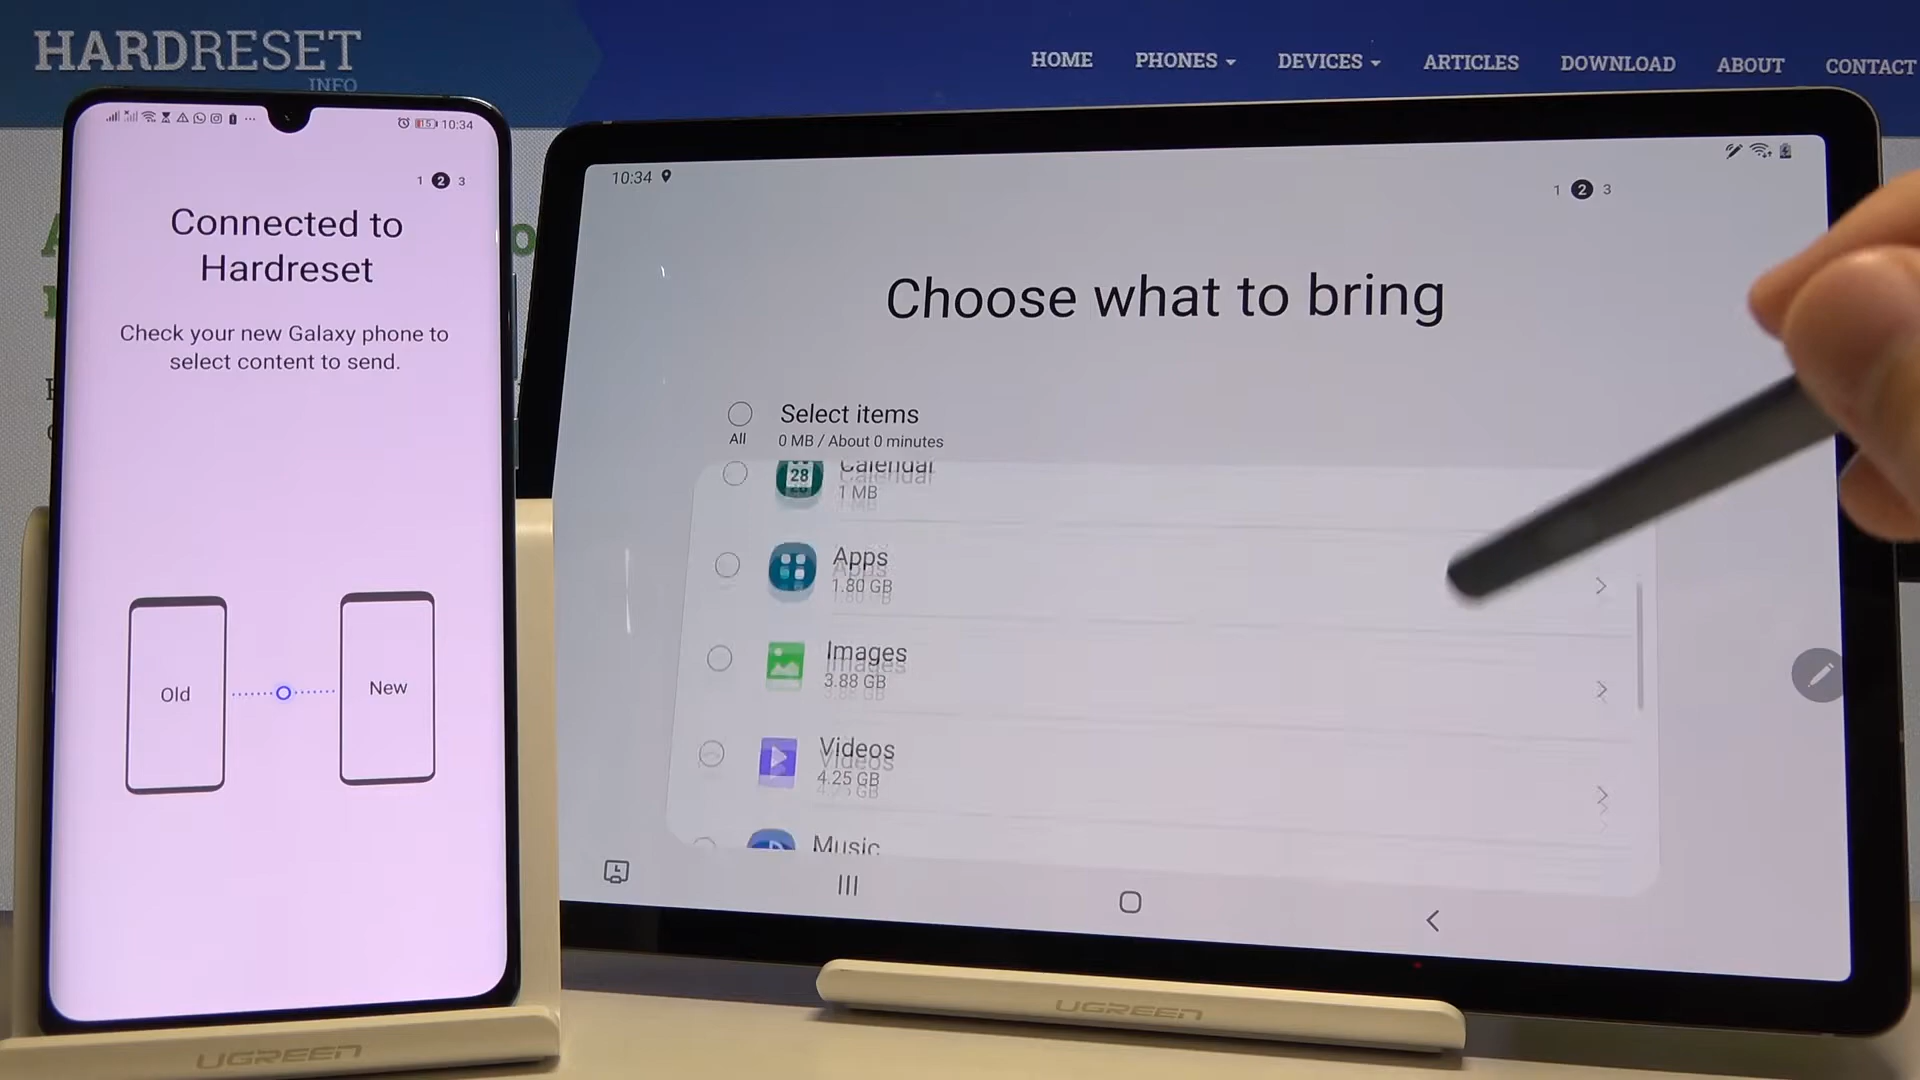 HARDRESET
INFO
HOME PHONES DEVICES ARTICLES DOWNLOAD ABOUT CONTACT
10:34
1 2 3
Connected to
Hardreset
Check your new Galaxy phone to
select content to send.
Old
New
UGREEN
10:34
1 2 3
Choose what to bring
Select items
All
0 MB / About 0 minutes
28
Calendar
1 MB
Apps
1.80 GB
Images
3.88 GB
Videos
4.25 GB
Music
UGREEN